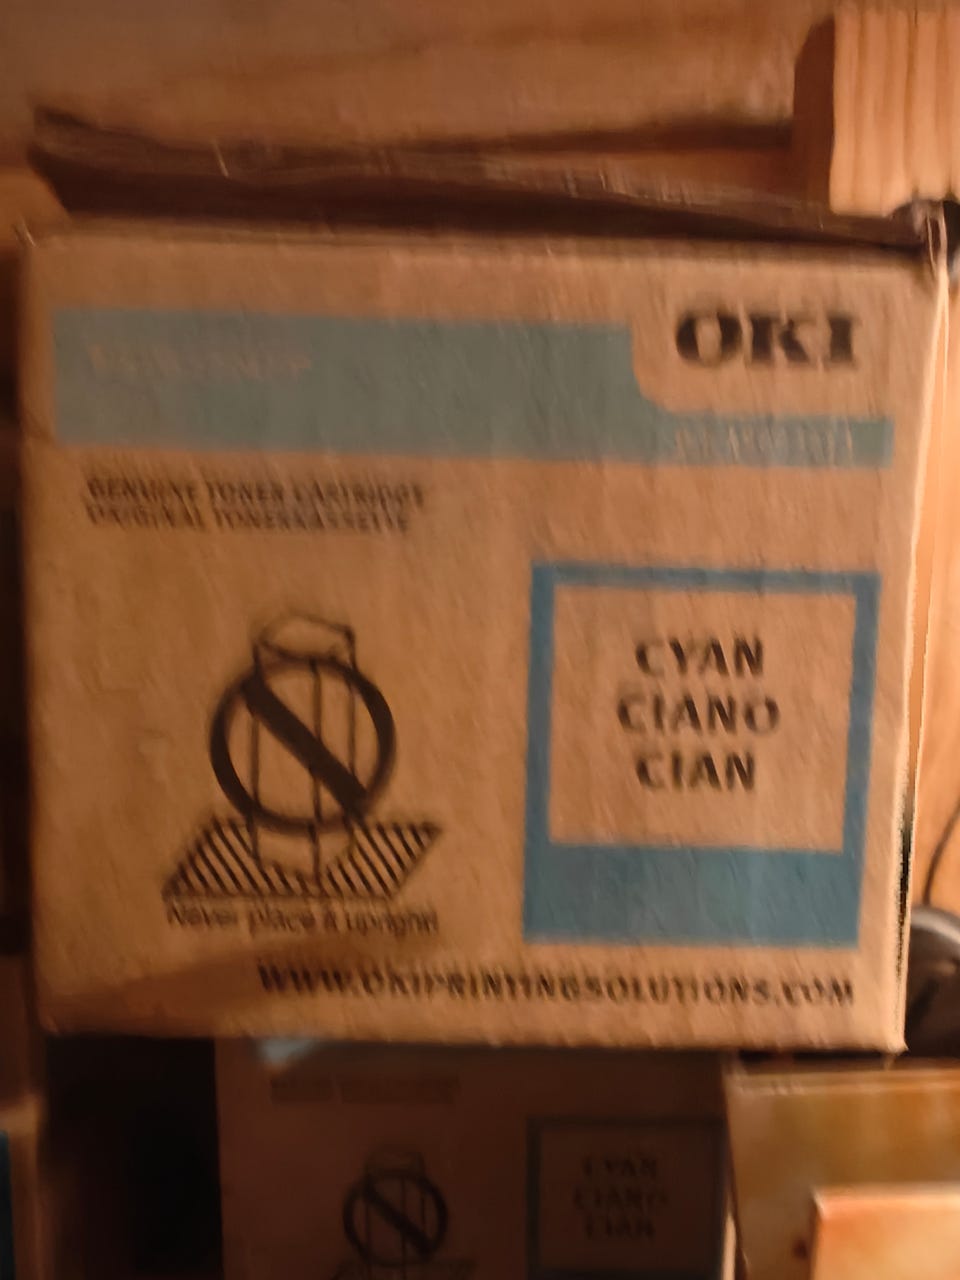 OKI
GENUINE TONER CARTRIDGE
ORIGINAL TONERKASSETTE
CYAN
CIANO
CIAN
Never place it upright!
WWW.OKIPRINTINGSOLUTIONS.COM
CYAN
CIANO
CIAN